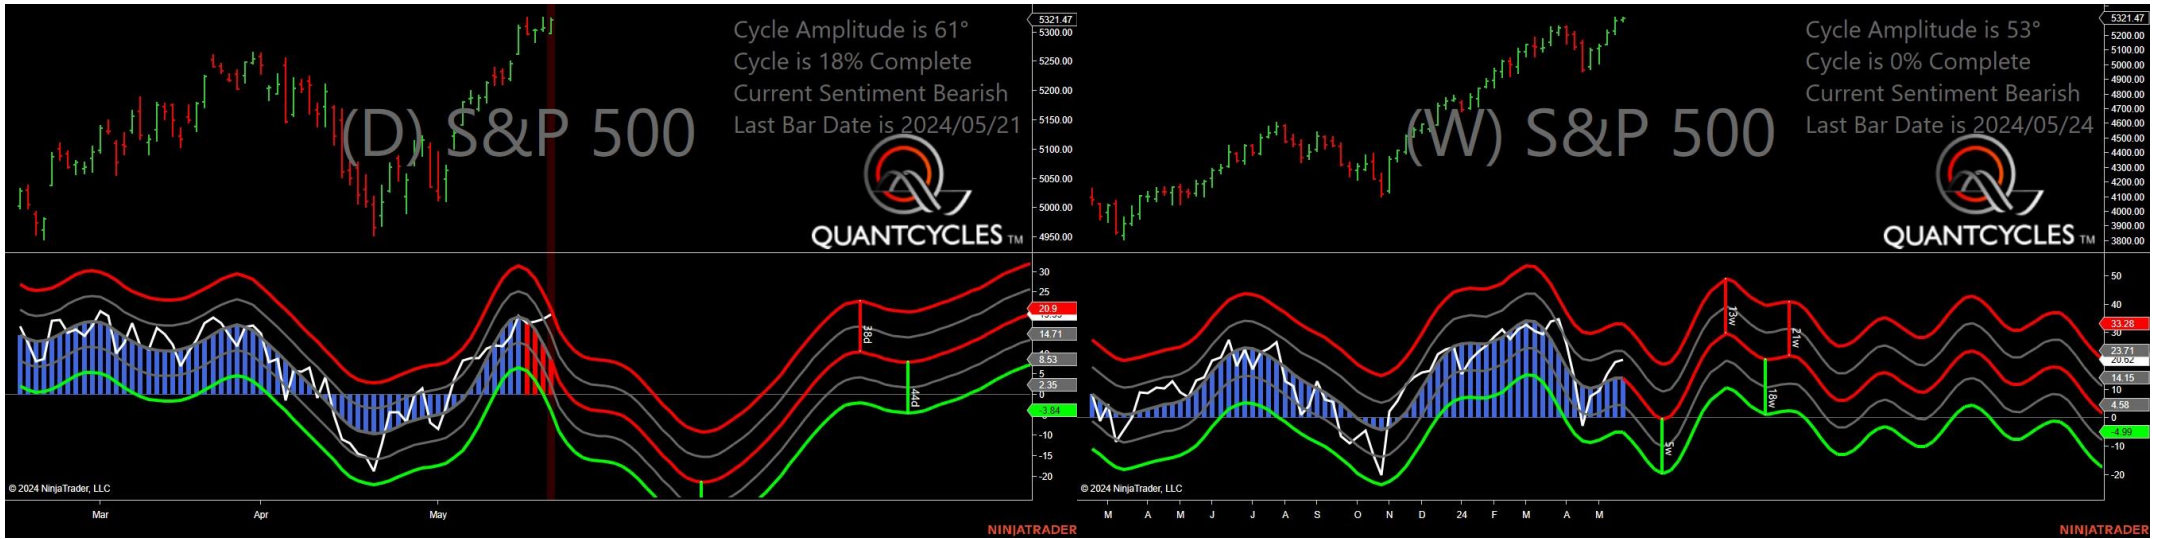 Cycle Amplitude is 61°
Cycle is 18% Complete
Current Sentiment Bearish
Last Bar Date is 2024/05/21
(D) S&P 500
QUANTCYCLES TM
5321.47
5300.00
5250.00
5200.00
5150.00
5100.00
5050.00
5000.00
4950.00
30
25
20.9
14.71
8.53
5
2.35
0
-3.84
-10
-15
-20
38d
44d
© 2024 NinjaTrader, LLC
Mar
Apr
May
NINJATRADER
Cycle Amplitude is 53°
Cycle is 0% Complete
Current Sentiment Bearish
Last Bar Date is 2024/05/24
(W) S&P 500
QUANTCYCLES TM
5321.47
5200.00
5000.00
4800.00
4700.00
4600.00
4500.00
4400.00
4300.00
4200.00
4100.00
4000.00
3900.00
3800.00
50
40
33.28
30
23.71
20.62
14.15
10
4.58
0
-4.99
-10
-20
5w
13w
18w
21w
© 2024 NinjaTrader, LLC
M
A
M
J
J
A
S
O
N
D
24
F
M
A
M
NINJATRADER